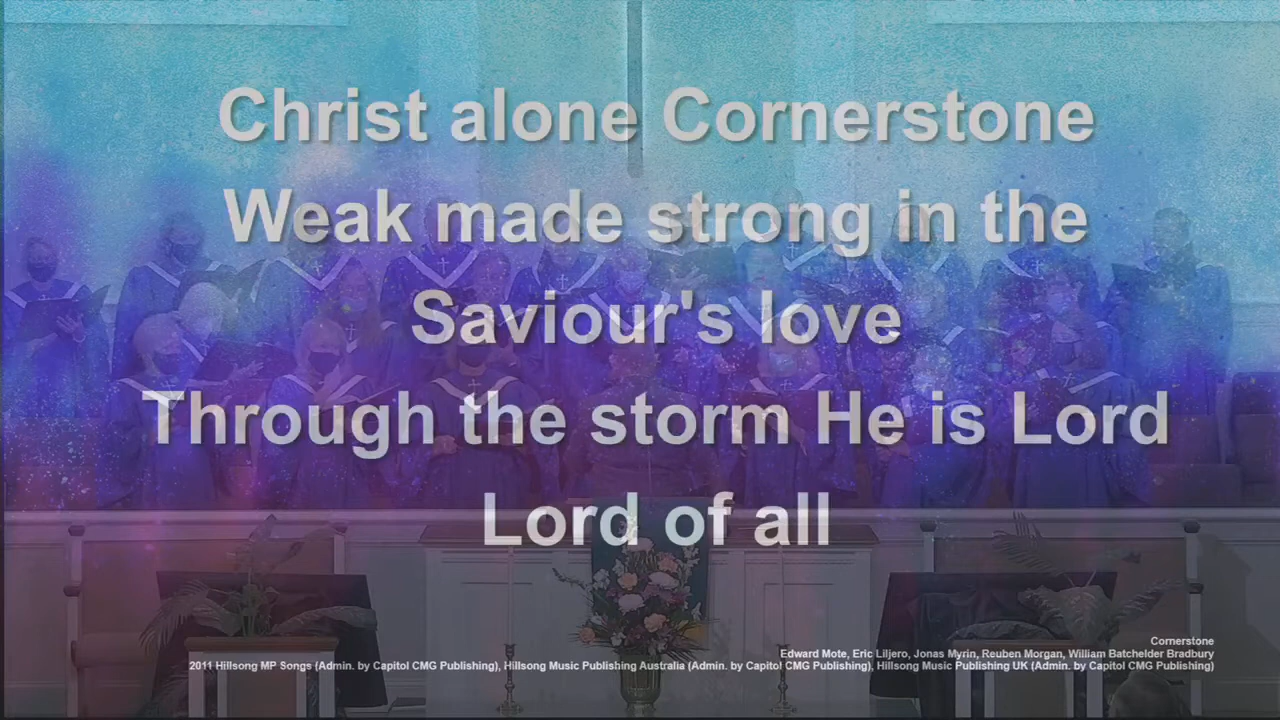 Christ alone Cornerstone
Weak made strong in the
Saviour's love
Through the storm He is Lord
Lord of all
Cornerstone
Edward Mote, Eric Liljero, Jonas Myrin, Reuben Morgan, William Batchelder Bradbury
2011 Hillsong MP Songs (Admin. by Capitol CMG Publishing), Hillsong Music Publishing Australia (Admin. by Capitol CMG Publishing), Hillsong Music Publishing UK (Admin. by Capitol CMG Publishing)